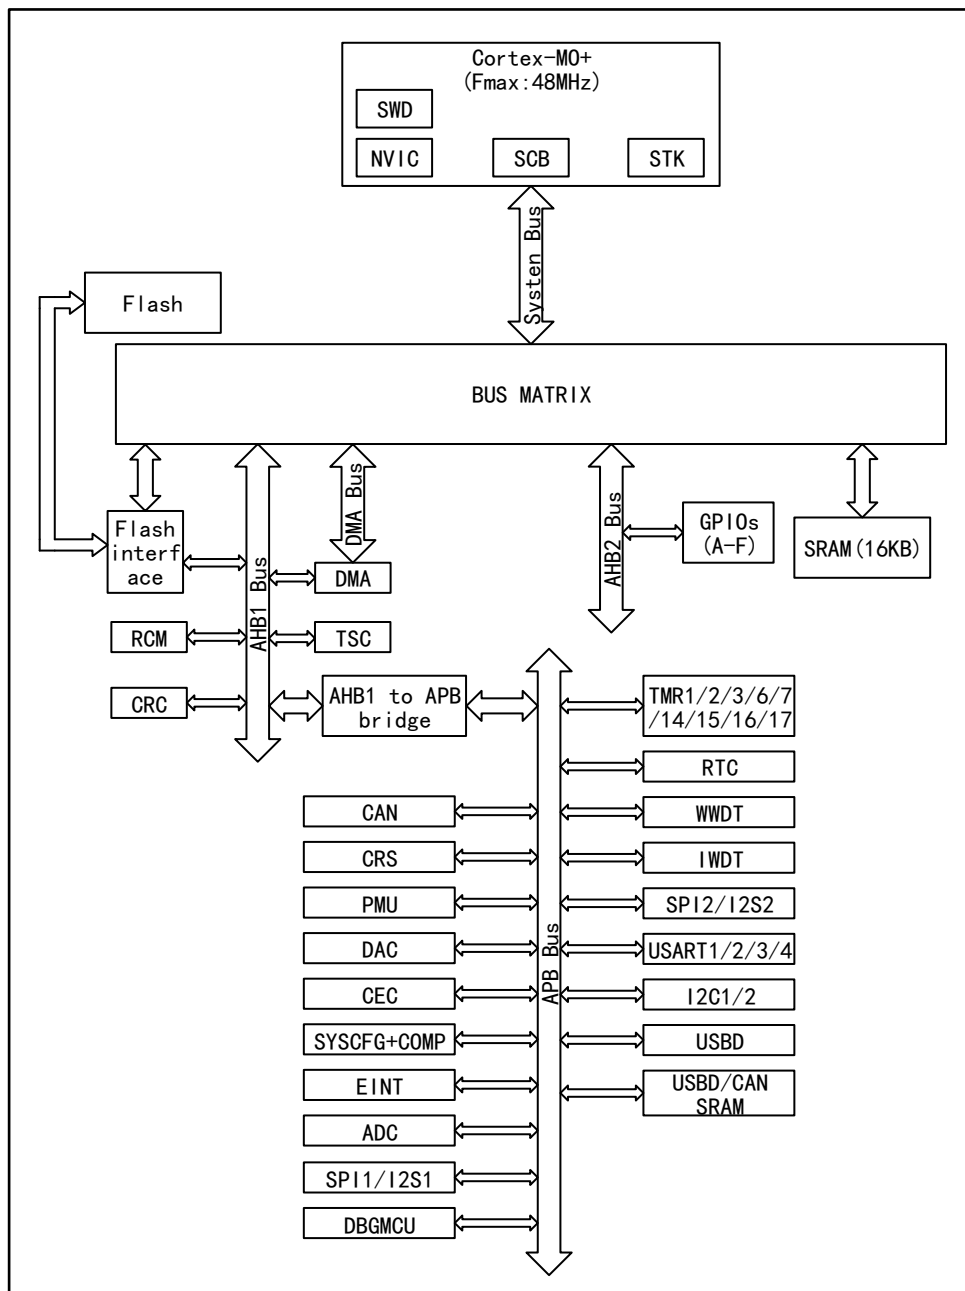 Cortex-M0+
(Fmax:48MHz)
SWD
NVIC
SCB
STK
Systen Bus
Flash
BUS MATRIX
Flash
interf
ace
AHB1 Bus
DMA Bus
DMA
AHB2 Bus
GPIOs
(A-F)
SRAM(16KB)
RCM
TSC
CRC
AHB1 to APB
bridge
APB Bus
TMR1/2/3/6/7
/14/15/16/17
RTC
CAN
WWDT
CRS
IWDT
PMU
SPI2/I2S2
DAC
USART1/2/3/4
CEC
I2C1/2
SYSCFG+COMP
USBD
EINT
USBD/CAN
SRAM
ADC
SPI1/I2S1
DBGMCU